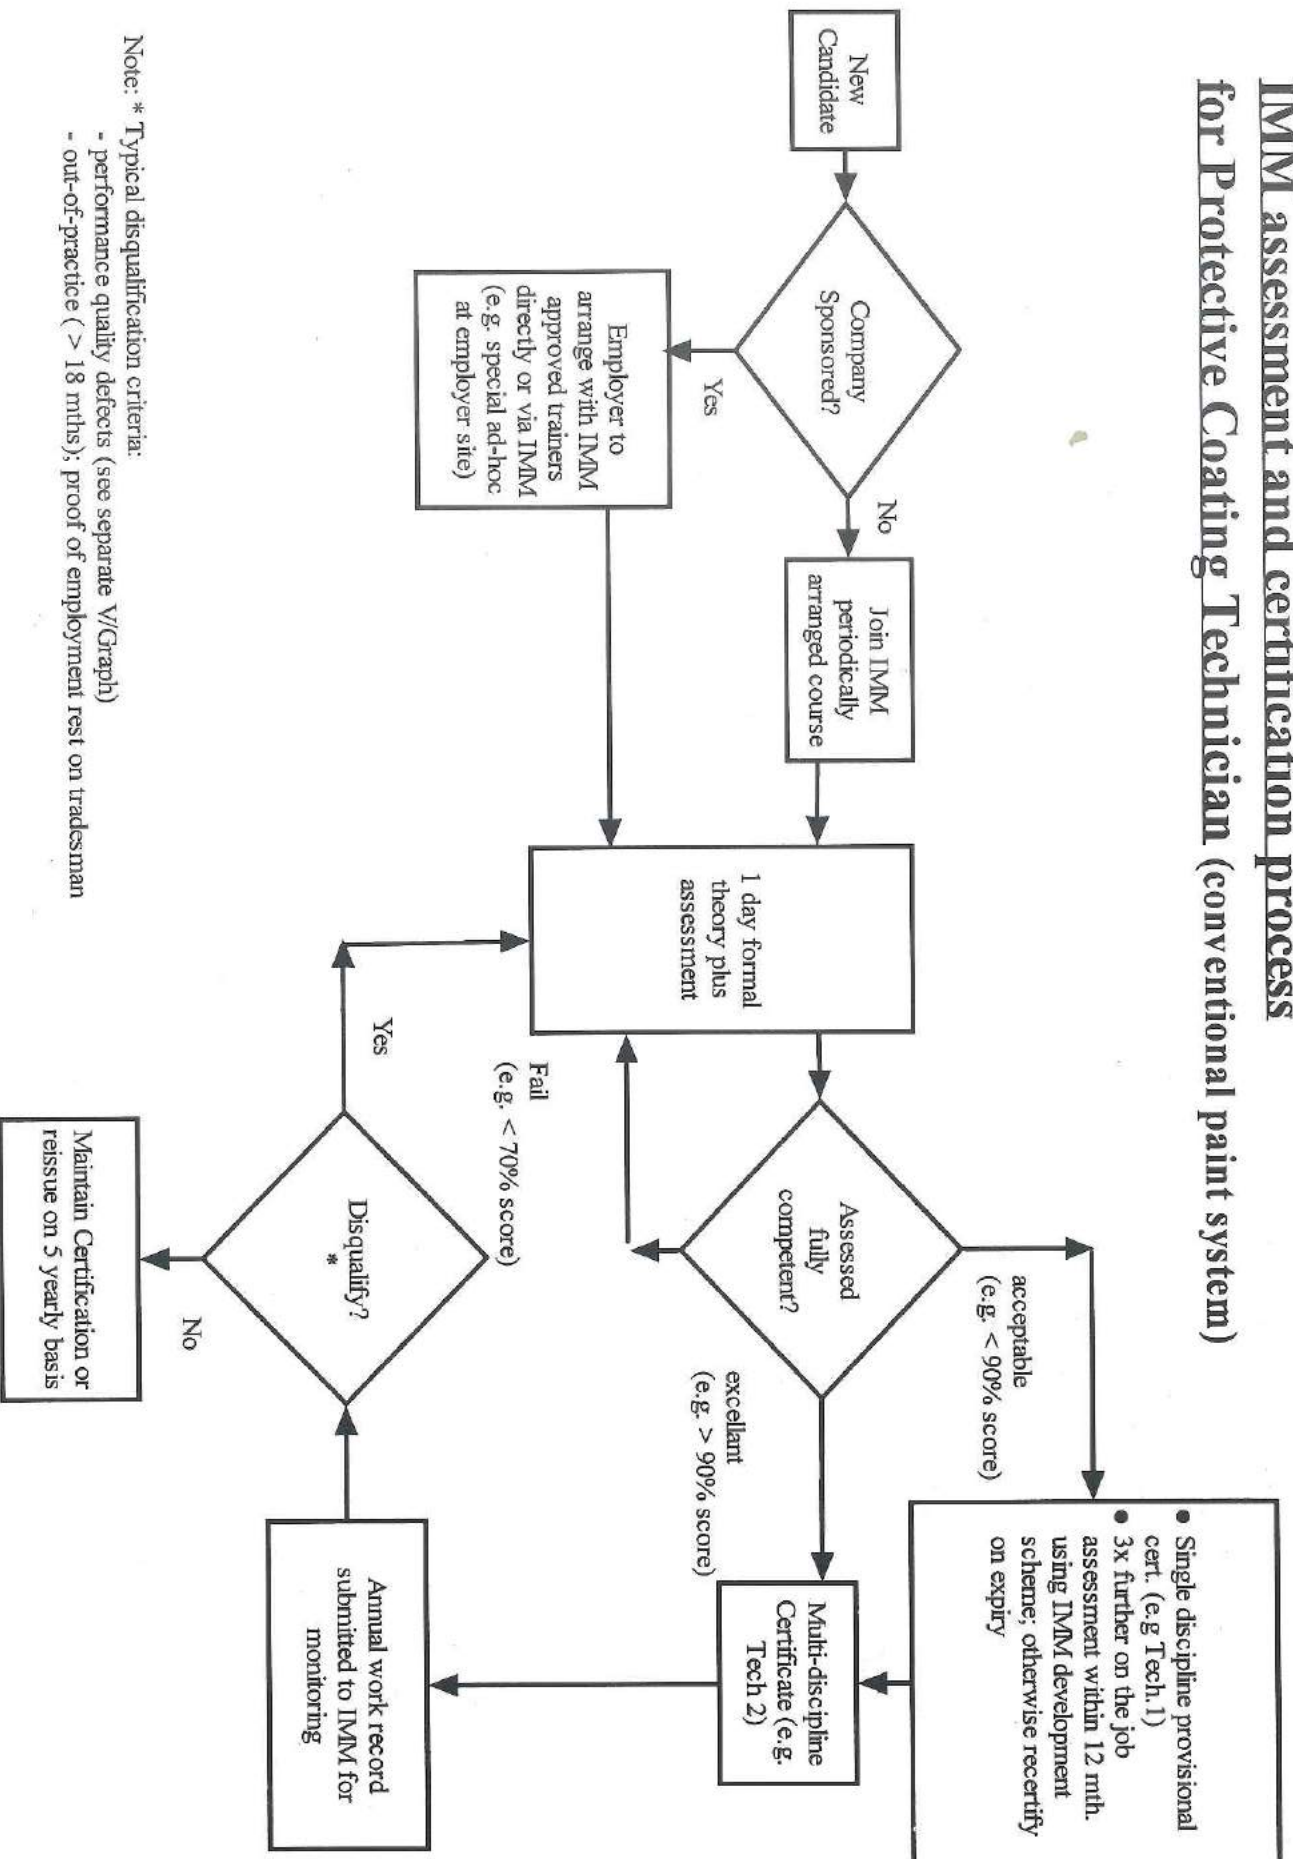 IMM assessment and certification process
for Protective Coating Technician (conventional paint system)
New
Candidate
Company
Sponsored?
No
Yes
Join IMM
periodically
arranged course
Employer to
arrange with IMM
approved trainers
directly or via IMM
(e.g. special ad-hoc
at employer site)
1 day formal
theory plus
assessment
Assessed
fully
competent?
acceptable
(e.g. < 90% score)
excellant
(e.g. > 90% score)
Fail
(e.g. < 70% score)
● Single discipline provisional
cert. (e.g Tech.1)
● 3x further on the job
assessment within 12 mth.
using IMM development
scheme; otherwise recertify
on expiry
Multi-discipline
Certificate (e.g.
Tech 2)
Annual work record
submitted to IMM for
monitoring
Disqualify?
*
Yes
No
Maintain Certification or
reissue on 5 yearly basis
Note: * Typical disqualification criteria:
- performance quality defects (see separate V/Graph)
- out-of-practice ( > 18 mths); proof of employment rest on tradesman